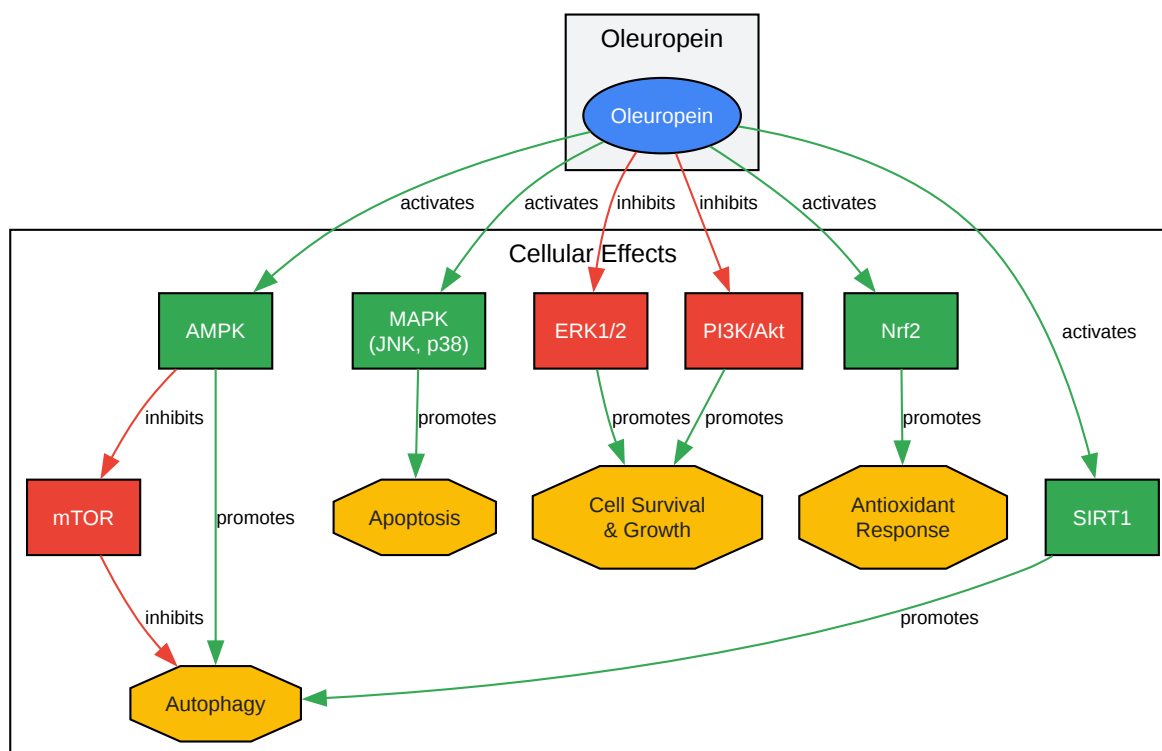 Oleuropein
Oleuropein
activates
activates
inhibits
inhibits
activates
activates
Cellular Effects
AMPK
MAPK
(JNK, p38)
ERK1/2
PI3K/Akt
Nrf2
inhibits
promotes
promotes
promotes
promotes
promotes
mTOR
Apoptosis
Cell Survival
& Growth
Antioxidant
Response
SIRT1
inhibits
promotes
Autophagy